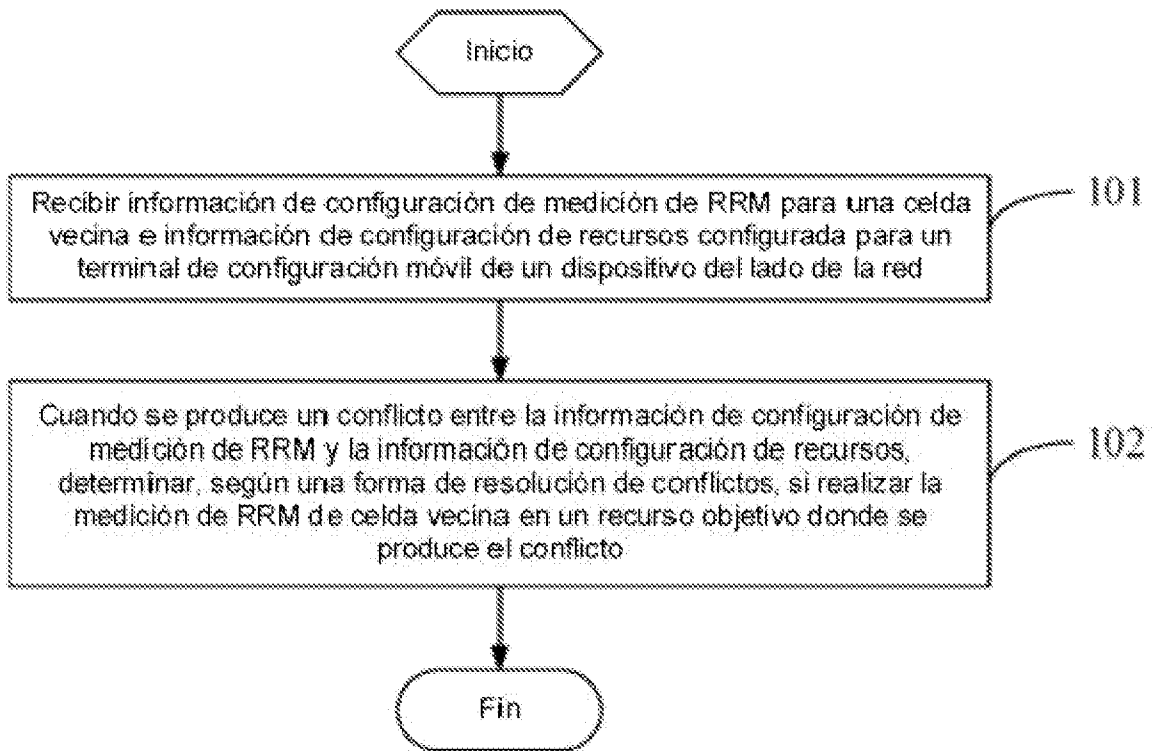 Inicio
Recibir información de configuración de medición de RRM para una celda
vecina e información de configuración de recursos configurada para un
terminal de configuración móvil de un dispositivo del lado de la red
101
Cuando se produce un conflicto entre la información de configuración de
medición de RRM y la información de configuración de recursos,
determinar, según una forma de resolución de conflictos, si realizar la
medición de RRM de celda vecina en un recurso objetivo donde se
produce el conflicto
102
Fin